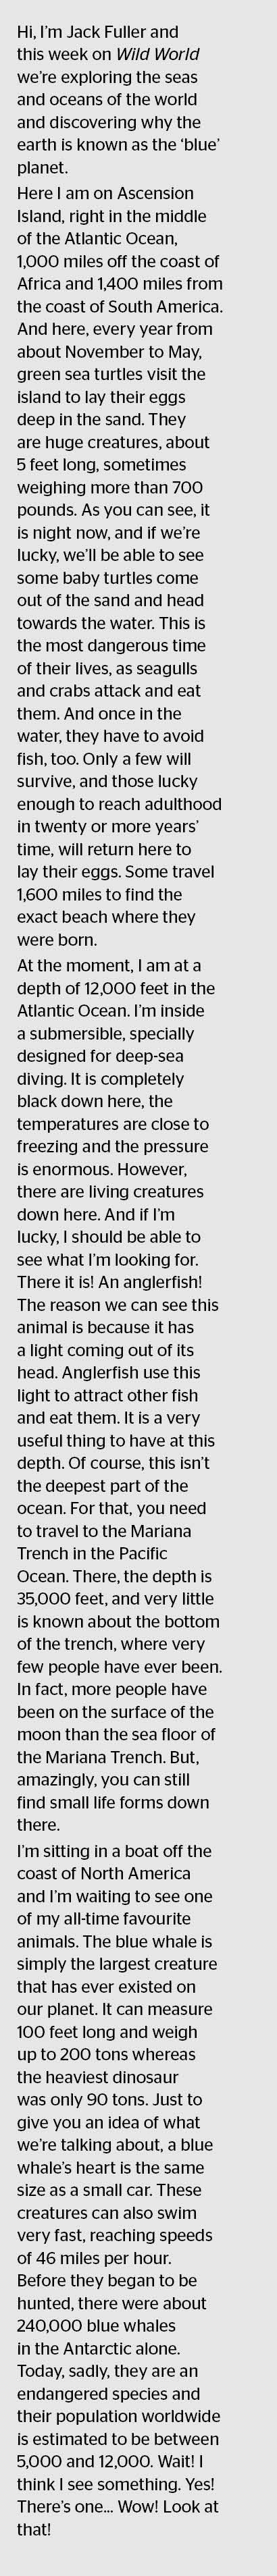 Hi, I'm Jack Fuller and
this week on Wild World
we're exploring the seas
and oceans of the world
and discovering why the
earth is known as the ‘blue’
planet.
Here I am on Ascension
Island, right in the middle
of the Atlantic Ocean,
1,000 miles off the coast of
Africa and 1,400 miles from
the coast of South America.
And here, every year from
about November to May,
green sea turtles visit the
island to lay their eggs
deep in the sand. They
are huge creatures, about
5 feet long, sometimes
weighing more than 700
pounds. As you can see, it
is night now, and if we're
lucky, we'll be able to see
some baby turtles come
out of the sand and head
towards the water. This is
the most dangerous time
of their lives, as seagulls
and crabs attack and eat
them. And once in the
water, they have to avoid
fish, too. Only a few will
survive, and those lucky
enough to reach adulthood
in twenty or more years’
time, will return here to
lay their eggs. Some travel
1,600 miles to find the
exact beach where they
were born.
At the moment, I am at a
depth of 12,000 feet in the
Atlantic Ocean. I'm inside
a submersible, specially
designed for deep-sea
diving. It is completely
black down here, the
temperatures are close to
freezing and the pressure
is enormous. However,
there are living creatures
down here. And if I'm
lucky, I should be able to
see what I'm looking for.
There it is! An anglerfish!
The reason we can see this
animal is because it has
a light coming out of its
head. Anglerfish use this
light to attract other fish
and eat them. It is a very
useful thing to have at this
depth. Of course, this isn't
the deepest part of the
ocean. For that, you need
to travel to the Mariana
Trench in the Pacific
Ocean. There, the depth is
35,000 feet, and very little
is known about the bottom
of the trench, where very
few people have ever been.
In fact, more people have
been on the surface of the
moon than the sea floor of
the Mariana Trench. But,
amazingly, you can still
find small life forms down
there.
I'm sitting in a boat off the
coast of North America
and I'm waiting to see one
of my all-time favourite
animals. The blue whale is
simply the largest creature
that has ever existed on
our planet. It can measure
100 feet long and weigh
up to 200 tons whereas
the heaviest dinosaur
was only 90 tons. Just to
give you an idea of what
we're talking about, a blue
whale's heart is the same
size as a small car. These
creatures can also swim
very fast, reaching speeds
of 46 miles per hour.
Before they began to be
hunted, there were about
240,000 blue whales
in the Antarctic alone.
Today, sadly, they are an
endangered species and
their population worldwide
is estimated to be between
5,000 and 12,000. Wait! I
think I see something. Yes!
There's one... Wow! Look at
that!